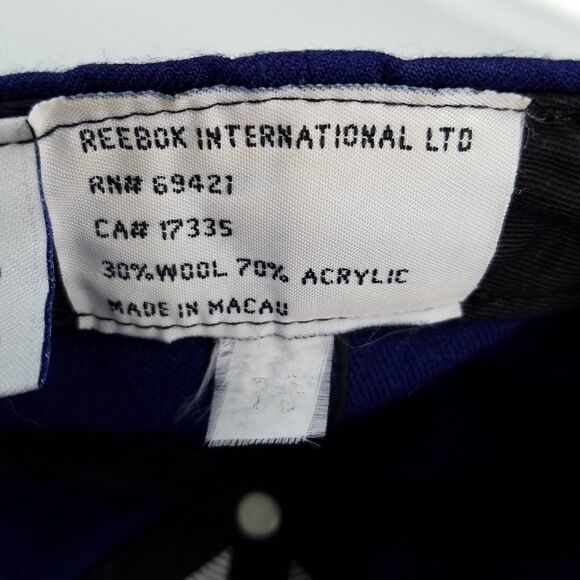 REEBOK INTERNATIONAL LTD
RN# 69421
CA# 17335
30% WOOL 70% ACRYLIC
MADE IN MACAU